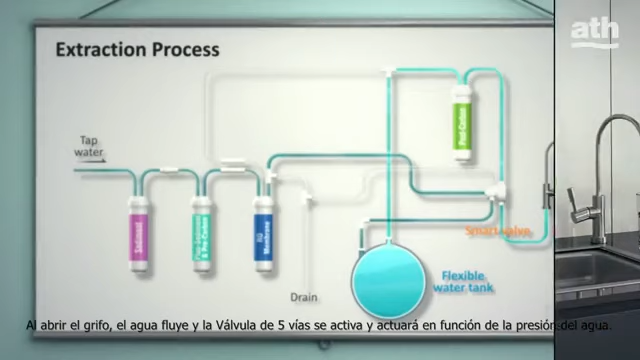 ath
Extraction Process
Tap
water
Post-Carbon
Sediment
& Pre-Carbon
RO
Membrane
Smart valve
Flexible
water tank
Drain
Al abrir el grifo, el agua fluye y la Válvula de 5 vías se activa y actuará en función de la presión del agua.